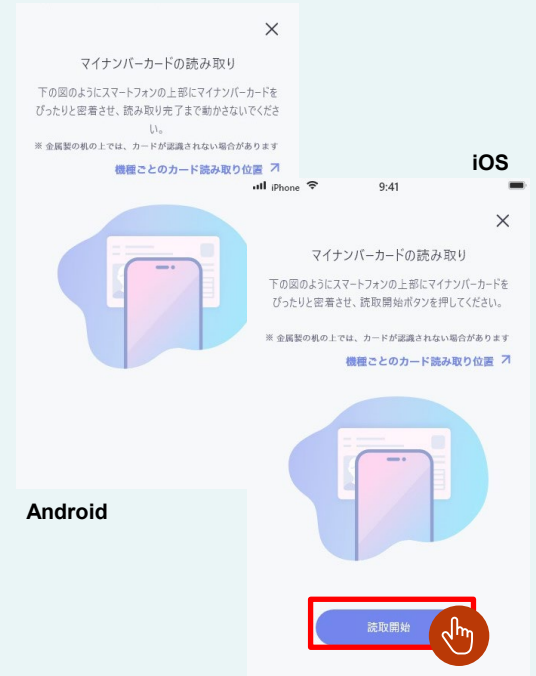 マイナンバーカードの読み取り
下の図のようにスマートフォンの上部にマイナンバーカードを
ぴったりと密着させ、読み取り完了まで動かさないでくださ
い。
※ 金属製の机の上では、カードが認識されない場合があります
機種ごとのカード読み取り位置
Android
iOS
iPhone
9:41
マイナンバーカードの読み取り
下の図のようにスマートフォンの上部にマイナンバーカードを
ぴったりと密着させ、読取開始ボタンを押してください。
※ 金属製の机の上では、カードが認識されない場合があります
機種ごとのカード読み取り位置
読取開始